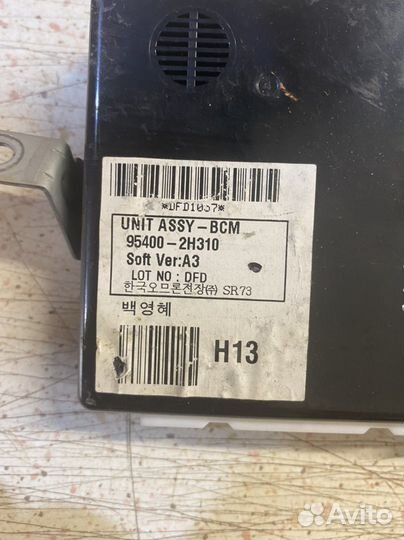 *DFD1037*
UNIT ASSY-BCM
95400-2H310
Soft Ver:A3
LOT NO : DFD
한국오므론전장㈜ SR73
백영혜
H13
Avito